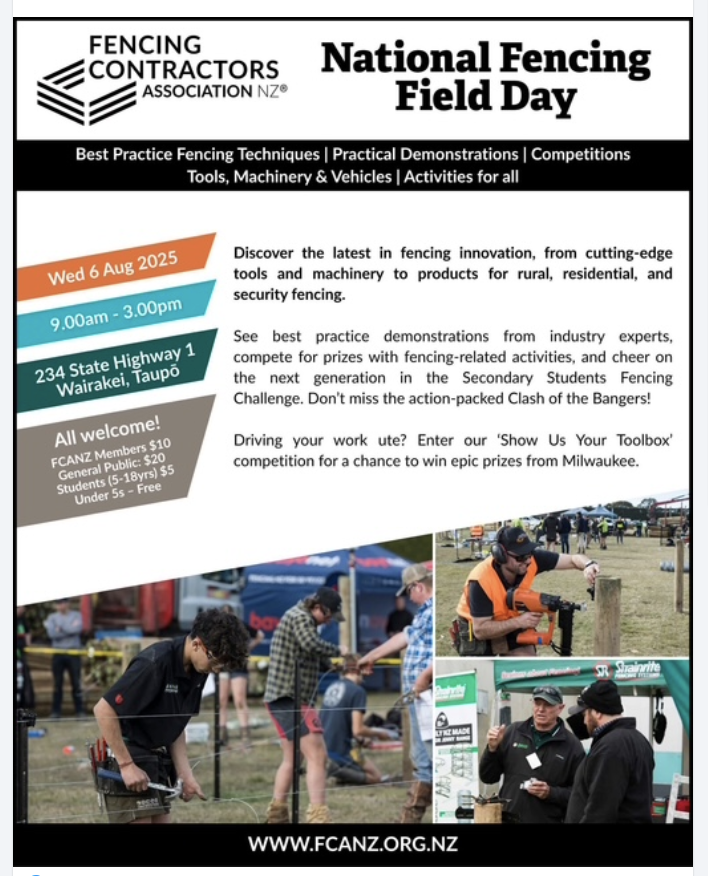 FENCING
CONTRACTORS
ASSOCIATION NZ®
National Fencing
Field Day
Best Practice Fencing Techniques | Practical Demonstrations | Competitions
Tools, Machinery & Vehicles | Activities for all
Wed 6 Aug 2025
9.00am - 3.00pm
234 State Highway 1
Wairakei, Taupō
All welcome!
FCANZ Members $10
General Public: $20
Students (5-18yrs) $5
Under 5s – Free
Discover the latest in fencing innovation, from cutting-edge
tools and machinery to products for rural, residential, and
security fencing.
See best practice demonstrations from industry experts,
compete for prizes with fencing-related activities, and cheer on
the next generation in the Secondary Students Fencing
Challenge. Don't miss the action-packed Clash of the Bangers!
Driving your work ute? Enter our ‘Show Us Your Toolbox’
competition for a chance to win epic prizes from Milwaukee.
SR Strainrite
FENCING SYSTEMS
Strainrite
NZ MADE
WWW.FCANZ.ORG.NZ